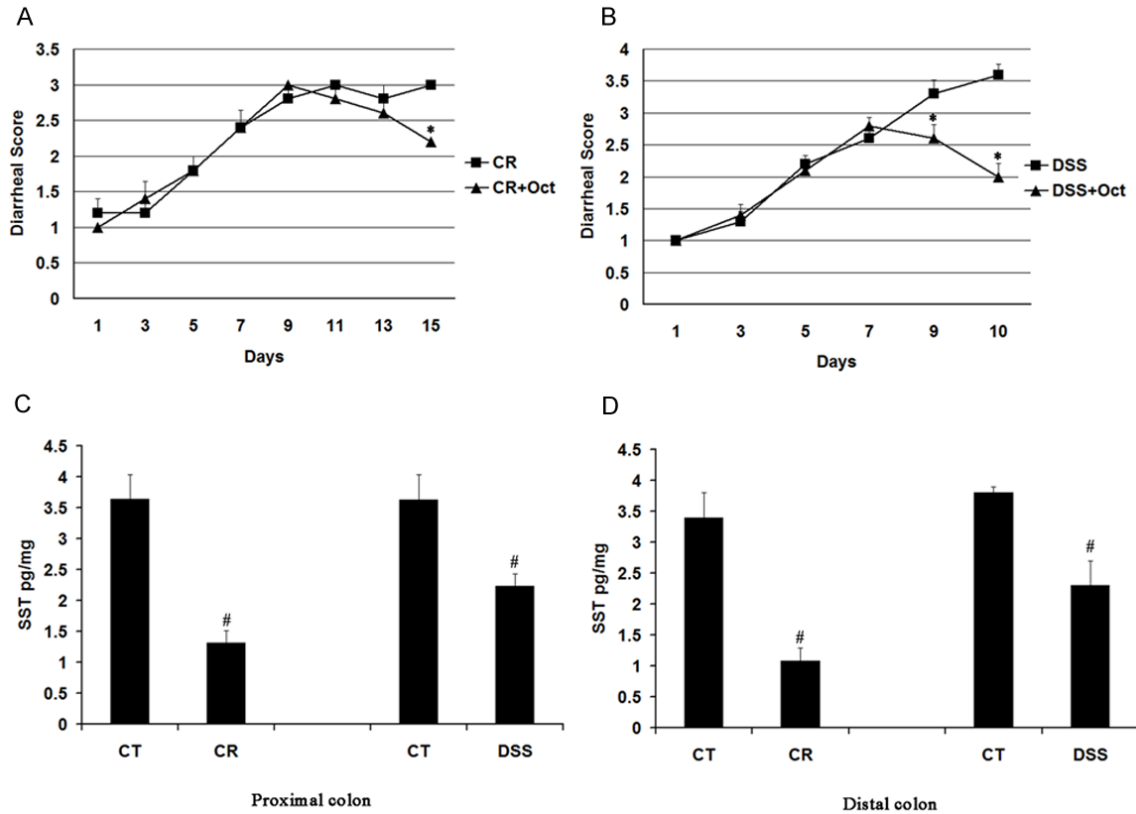 A
3.5
3
2.5
2
1.5
1
0.5
0
Diarrheal Score
*
CR
CR+Oct
1 3 5 7 9 11 13 15
Days
B
4
3.5
3
2.5
2
1.5
1
0.5
0
Diarrheal Score
*
*
DSS
DSS+Oct
1 3 5 7 9 10
Days
C
4.5
4
3.5
3
2.5
2
1.5
1
0.5
0
SST pg/mg
#
#
CT CR CT DSS
Proximal colon
D
4.5
4
3.5
3
2.5
2
1.5
1
0.5
0
SST pg/mg
#
#
CT CR CT DSS
Distal colon